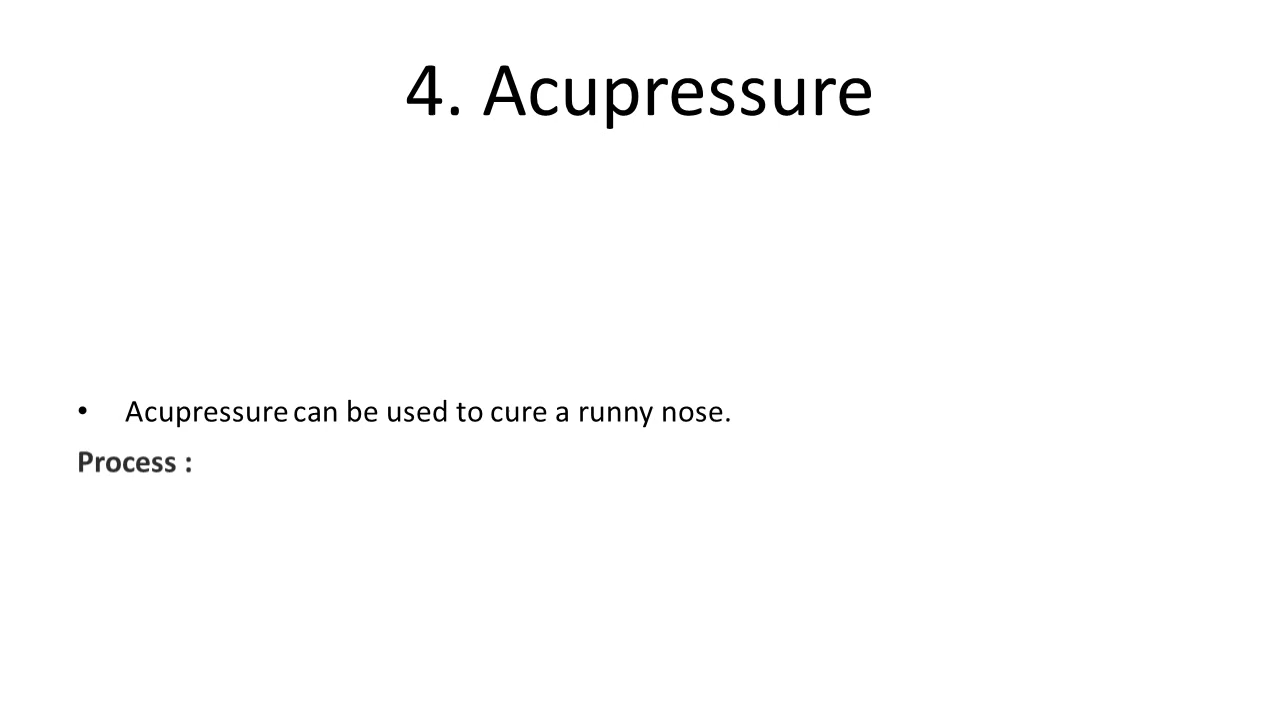 4. Acupressure
• Acupressure can be used to cure a runny nose.
Process :